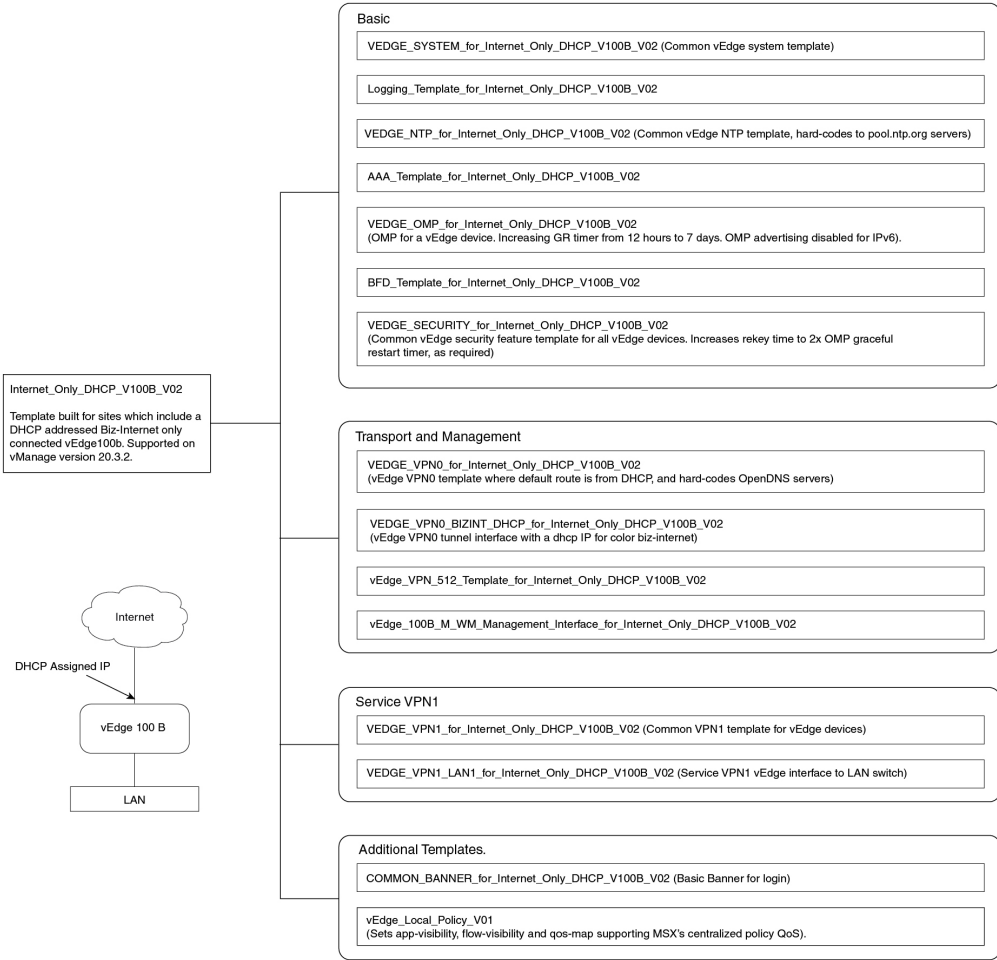 Basic
VEDGE_SYSTEM_for_Internet_Only_DHCP_V100B_V02 (Common vEdge system template)
Logging_Template_for_Internet_Only_DHCP_V100B_V02
VEDGE_NTP_for_Internet_Only_DHCP_V100B_V02 (Common vEdge NTP template, hard-codes to pool.ntp.org servers)
AAA_Template_for_Internet_Only_DHCP_V100B_V02
VEDGE_OMP_for_Internet_Only_DHCP_V100B_V02
(OMP for a vEdge device. Increasing GR timer from 12 hours to 7 days. OMP advertising disabled for IPv6).
BFD_Template_for_Internet_Only_DHCP_V100B_V02
VEDGE_SECURITY_for_Internet_Only_DHCP_V100B_V02
(Common vEdge security feature template for all vEdge devices. Increases rekey time to 2x OMP graceful
restart timer, as required)
Internet_Only_DHCP_V100B_V02
Template built for sites which include a
DHCP addressed Biz-Internet only
connected vEdge100b. Supported on
vManage version 20.3.2.
Transport and Management
VEDGE_VPN0_for_Internet_Only_DHCP_V100B_V02
(vEdge VPN0 template where default route is from DHCP, and hard-codes OpenDNS servers)
VEDGE_VPN0_BIZINT_DHCP_for_Internet_Only_DHCP_V100B_V02
(vEdge VPN0 tunnel interface with a dhcp IP for color biz-internet)
vEdge_VPN_512_Template_for_Internet_Only_DHCP_V100B_V02
vEdge_100B_M_WM_Management_Interface_for_Internet_Only_DHCP_V100B_V02
Internet
DHCP Assigned IP
vEdge 100 B
LAN
Service VPN1
VEDGE_VPN1_for_Internet_Only_DHCP_V100B_V02 (Common VPN1 template for vEdge devices)
VEDGE_VPN1_LAN1_for_Internet_Only_DHCP_V100B_V02 (Service VPN1 vEdge interface to LAN switch)
Additional Templates.
COMMON_BANNER_for_Internet_Only_DHCP_V100B_V02 (Basic Banner for login)
vEdge_Local_Policy_V01
(Sets app-visibility, flow-visibility and qos-map supporting MSX's centralized policy QoS).